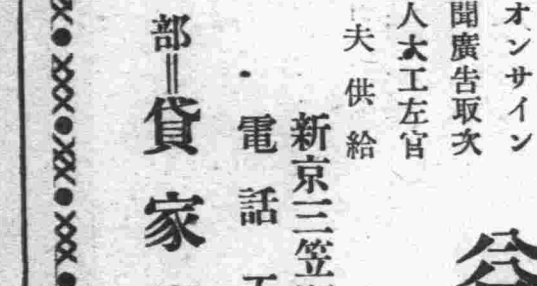 オンサイン
聞廣告取次
人大工左官
夫供給
新京三笠
電話
部＝貸家